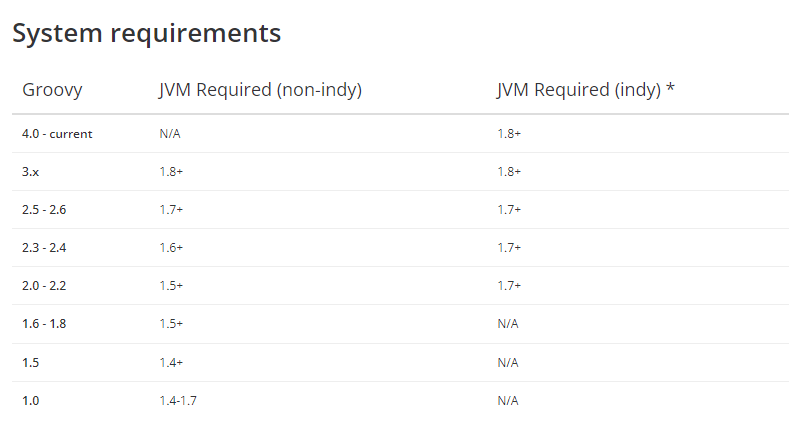 System requirements
Groovy JVM Required (non-indy) JVM Required (indy) *
4.0 - current N/A 1.8+
3.x 1.8+ 1.8+
2.5 - 2.6 1.7+ 1.7+
2.3 - 2.4 1.6+ 1.7+
2.0 - 2.2 1.5+ 1.7+
1.6 - 1.8 1.5+ N/A
1.5 1.4+ N/A
1.0 1.4-1.7 N/A